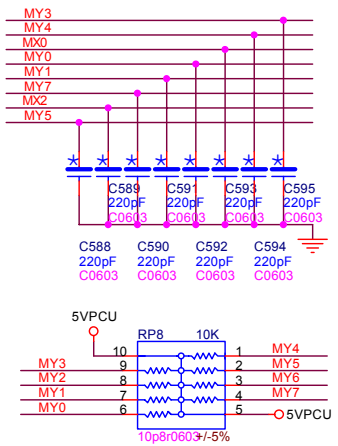 MY3
MY4
MX0
MY0
MY1
MY7
MX2
MY5
* * * * * * * *
C589 C591 C593 C595
220pF 220pF 220pF 220pF
C0603 C0603 C0603 C0603
C588 C590 C592 C594
220pF 220pF 220pF 220pF
C0603 C0603 C0603 C0603
5VPCU
RP8 10K
10 1 MY4
MY3 9 2 MY5
MY2 8 3 MY6
MY1 7 4 MY7
MY0 6 5 5VPCU
10p8r0603 +/-5%